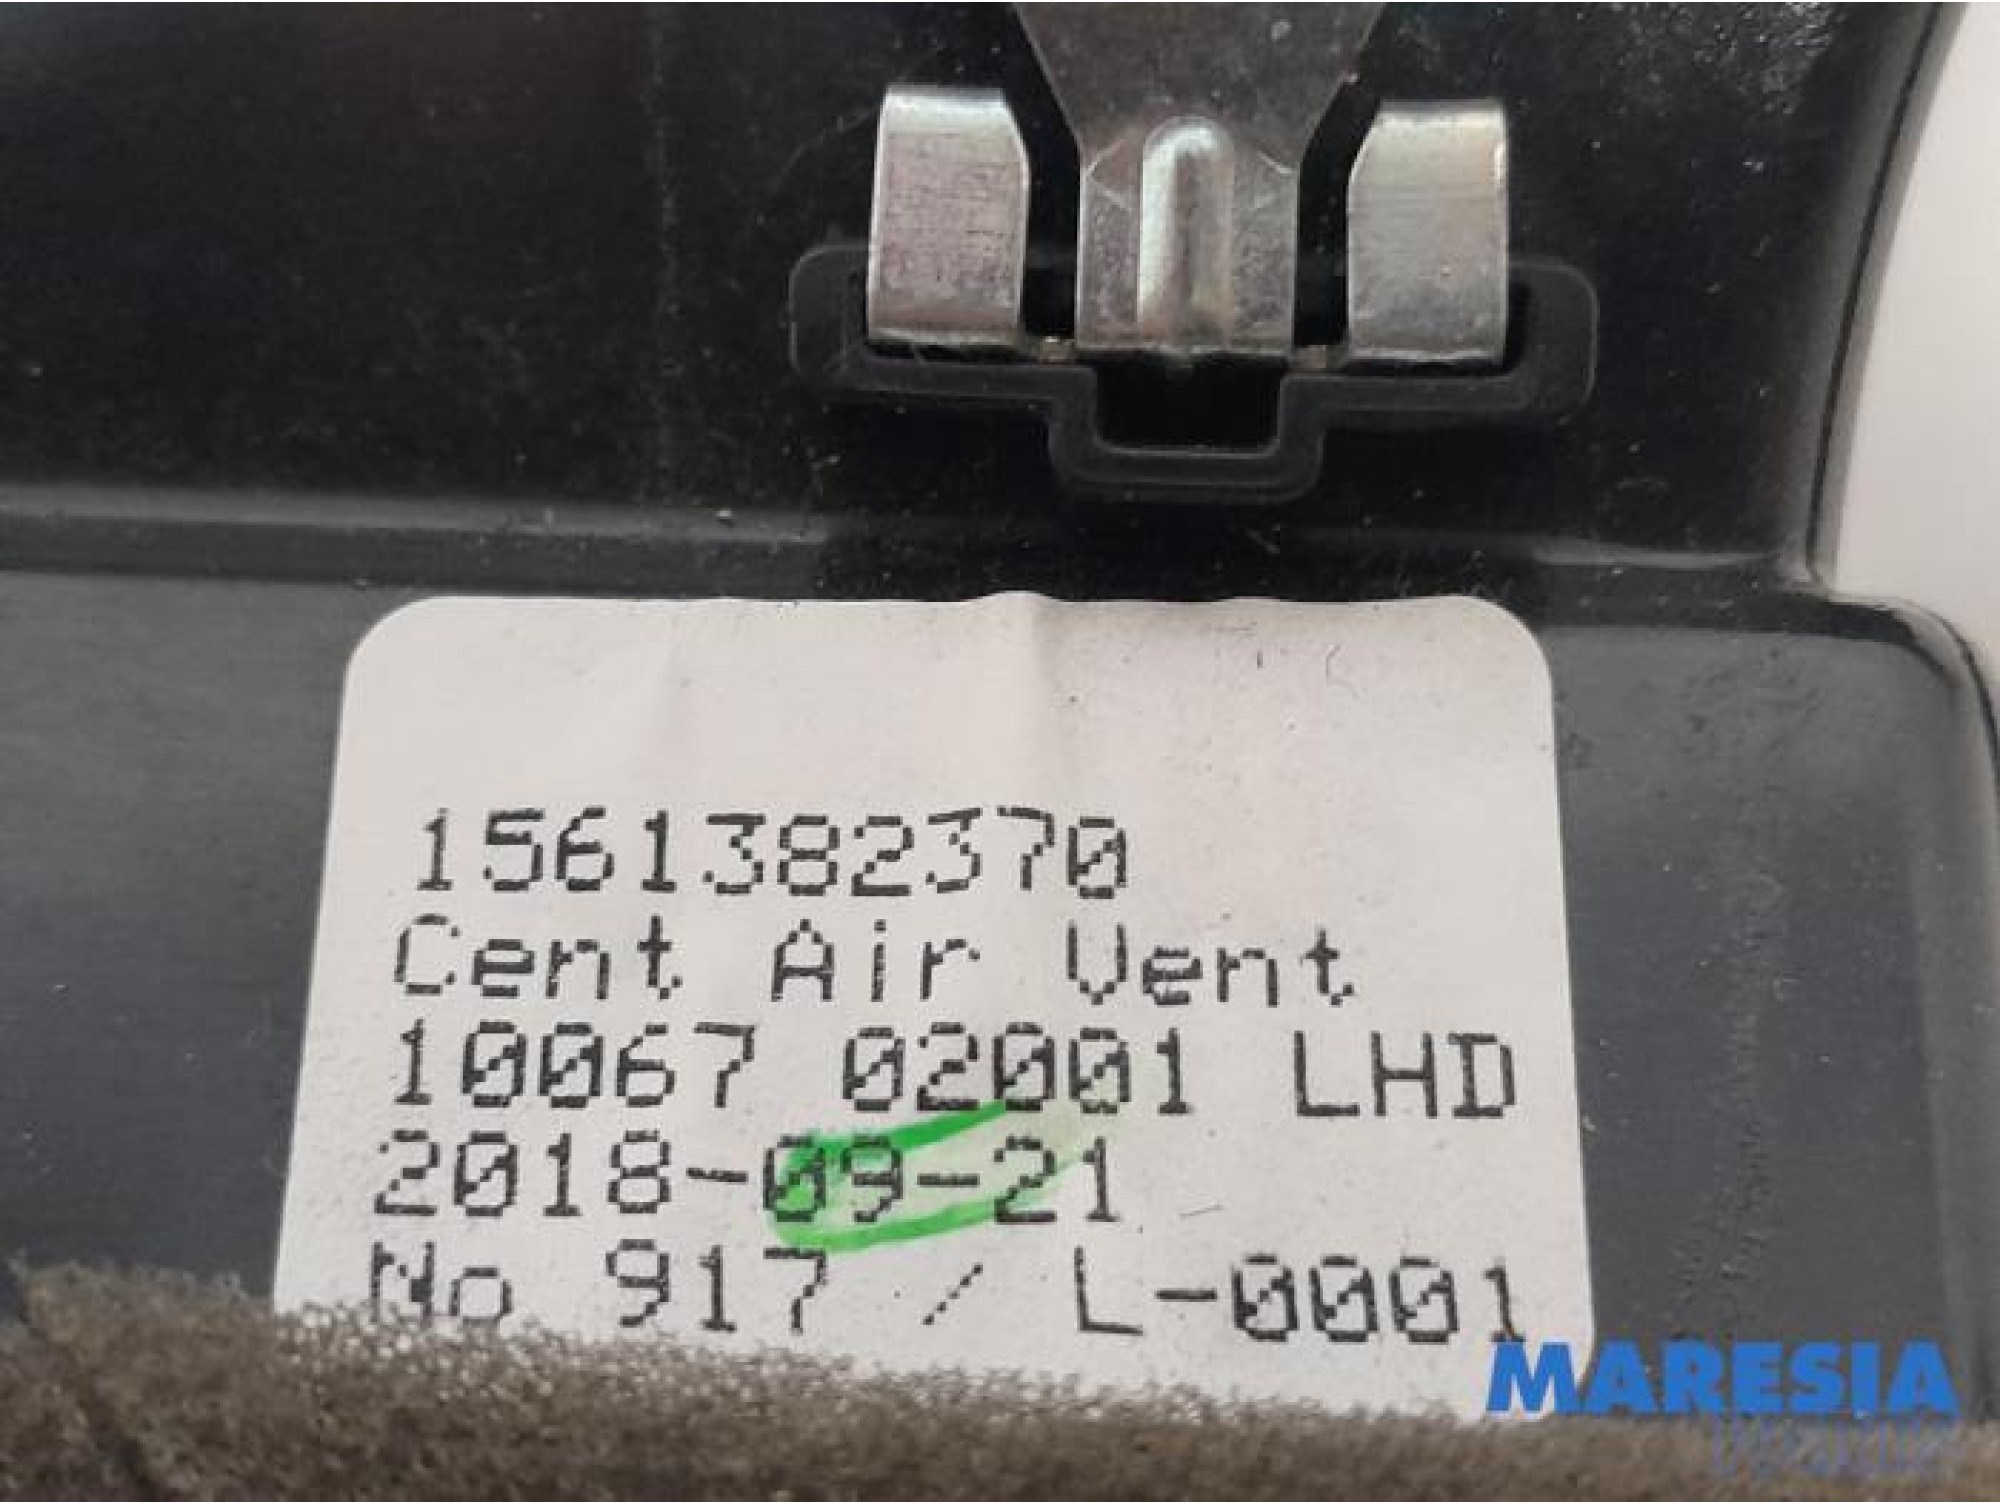 1561382370
Cent Air Vent
10067 02001 LHD
2018-09-21
No 917 / L-0001
MARESIA